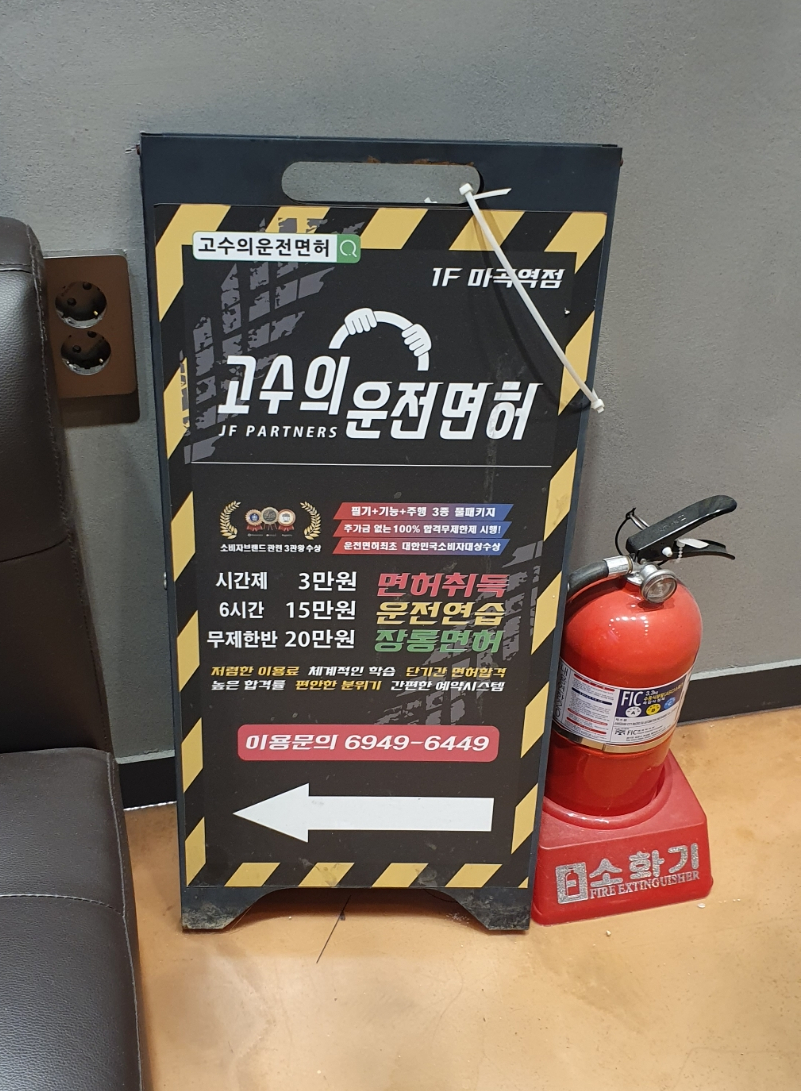 고수의운전면허
1F 마곡역점
고수의 운전면허
JF PARTNERS
소비자브랜드관련 3관왕 수상
필기+기능+주행 3종 풀패키지
추가금 없는 100% 합격무제한제 시행!
운전면허최초 대한민국소비자대상수상
시간제 3만원 면허취득
6시간 15만원 운전연습
무제한반 20만원 장롱면허
저렴한 이용료 체계적인 학습 단기간 면허합격
높은 합격률 편안한 분위기 간편한 예약시스템
이용문의 6949-6449
FIC 3.3kg
FIC
소화기
FIRE EXTINGUISHER